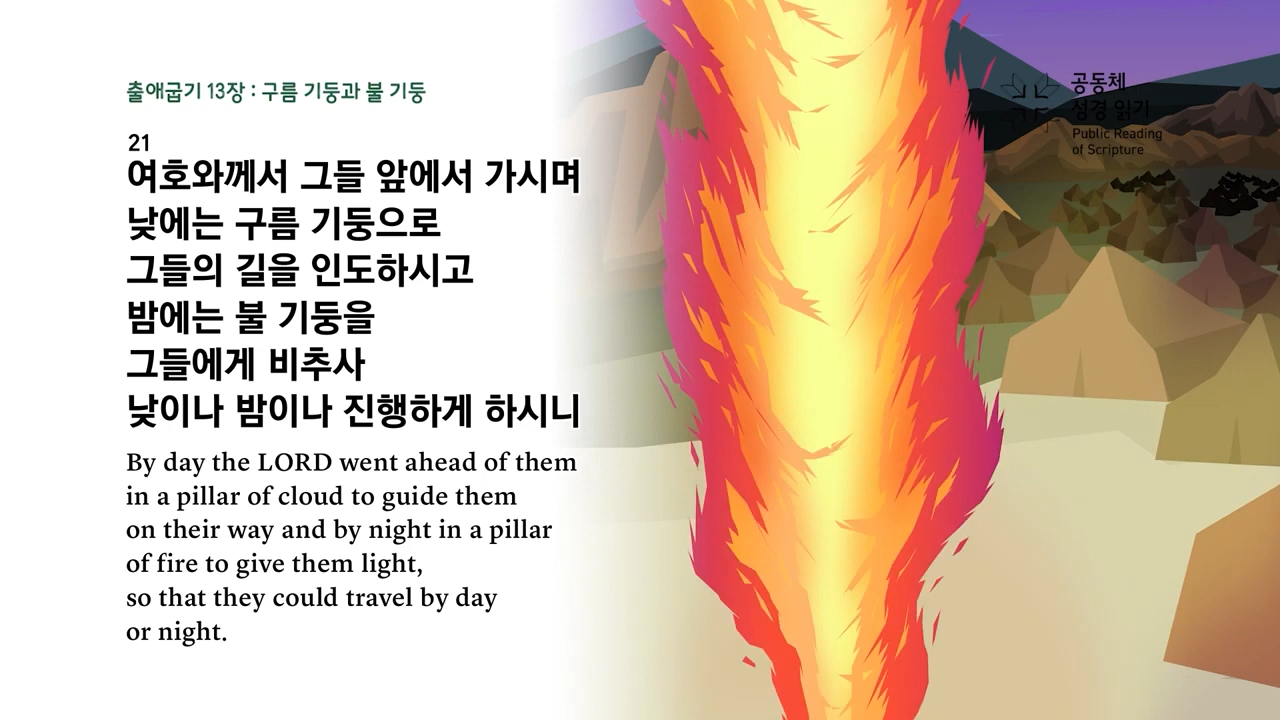 출애굽기 13장 : 구름 기둥과 불 기둥
21
여호와께서 그들 앞에서 가시며
낮에는 구름 기둥으로
그들의 길을 인도하시고
밤에는 불 기둥을
그들에게 비추사
낮이나 밤이나 진행하게 하시니
By day the LORD went ahead of them
in a pillar of cloud to guide them
on their way and by night in a pillar
of fire to give them light,
so that they could travel by day
or night.
공동체
성경 읽기
Public Reading
of Scripture